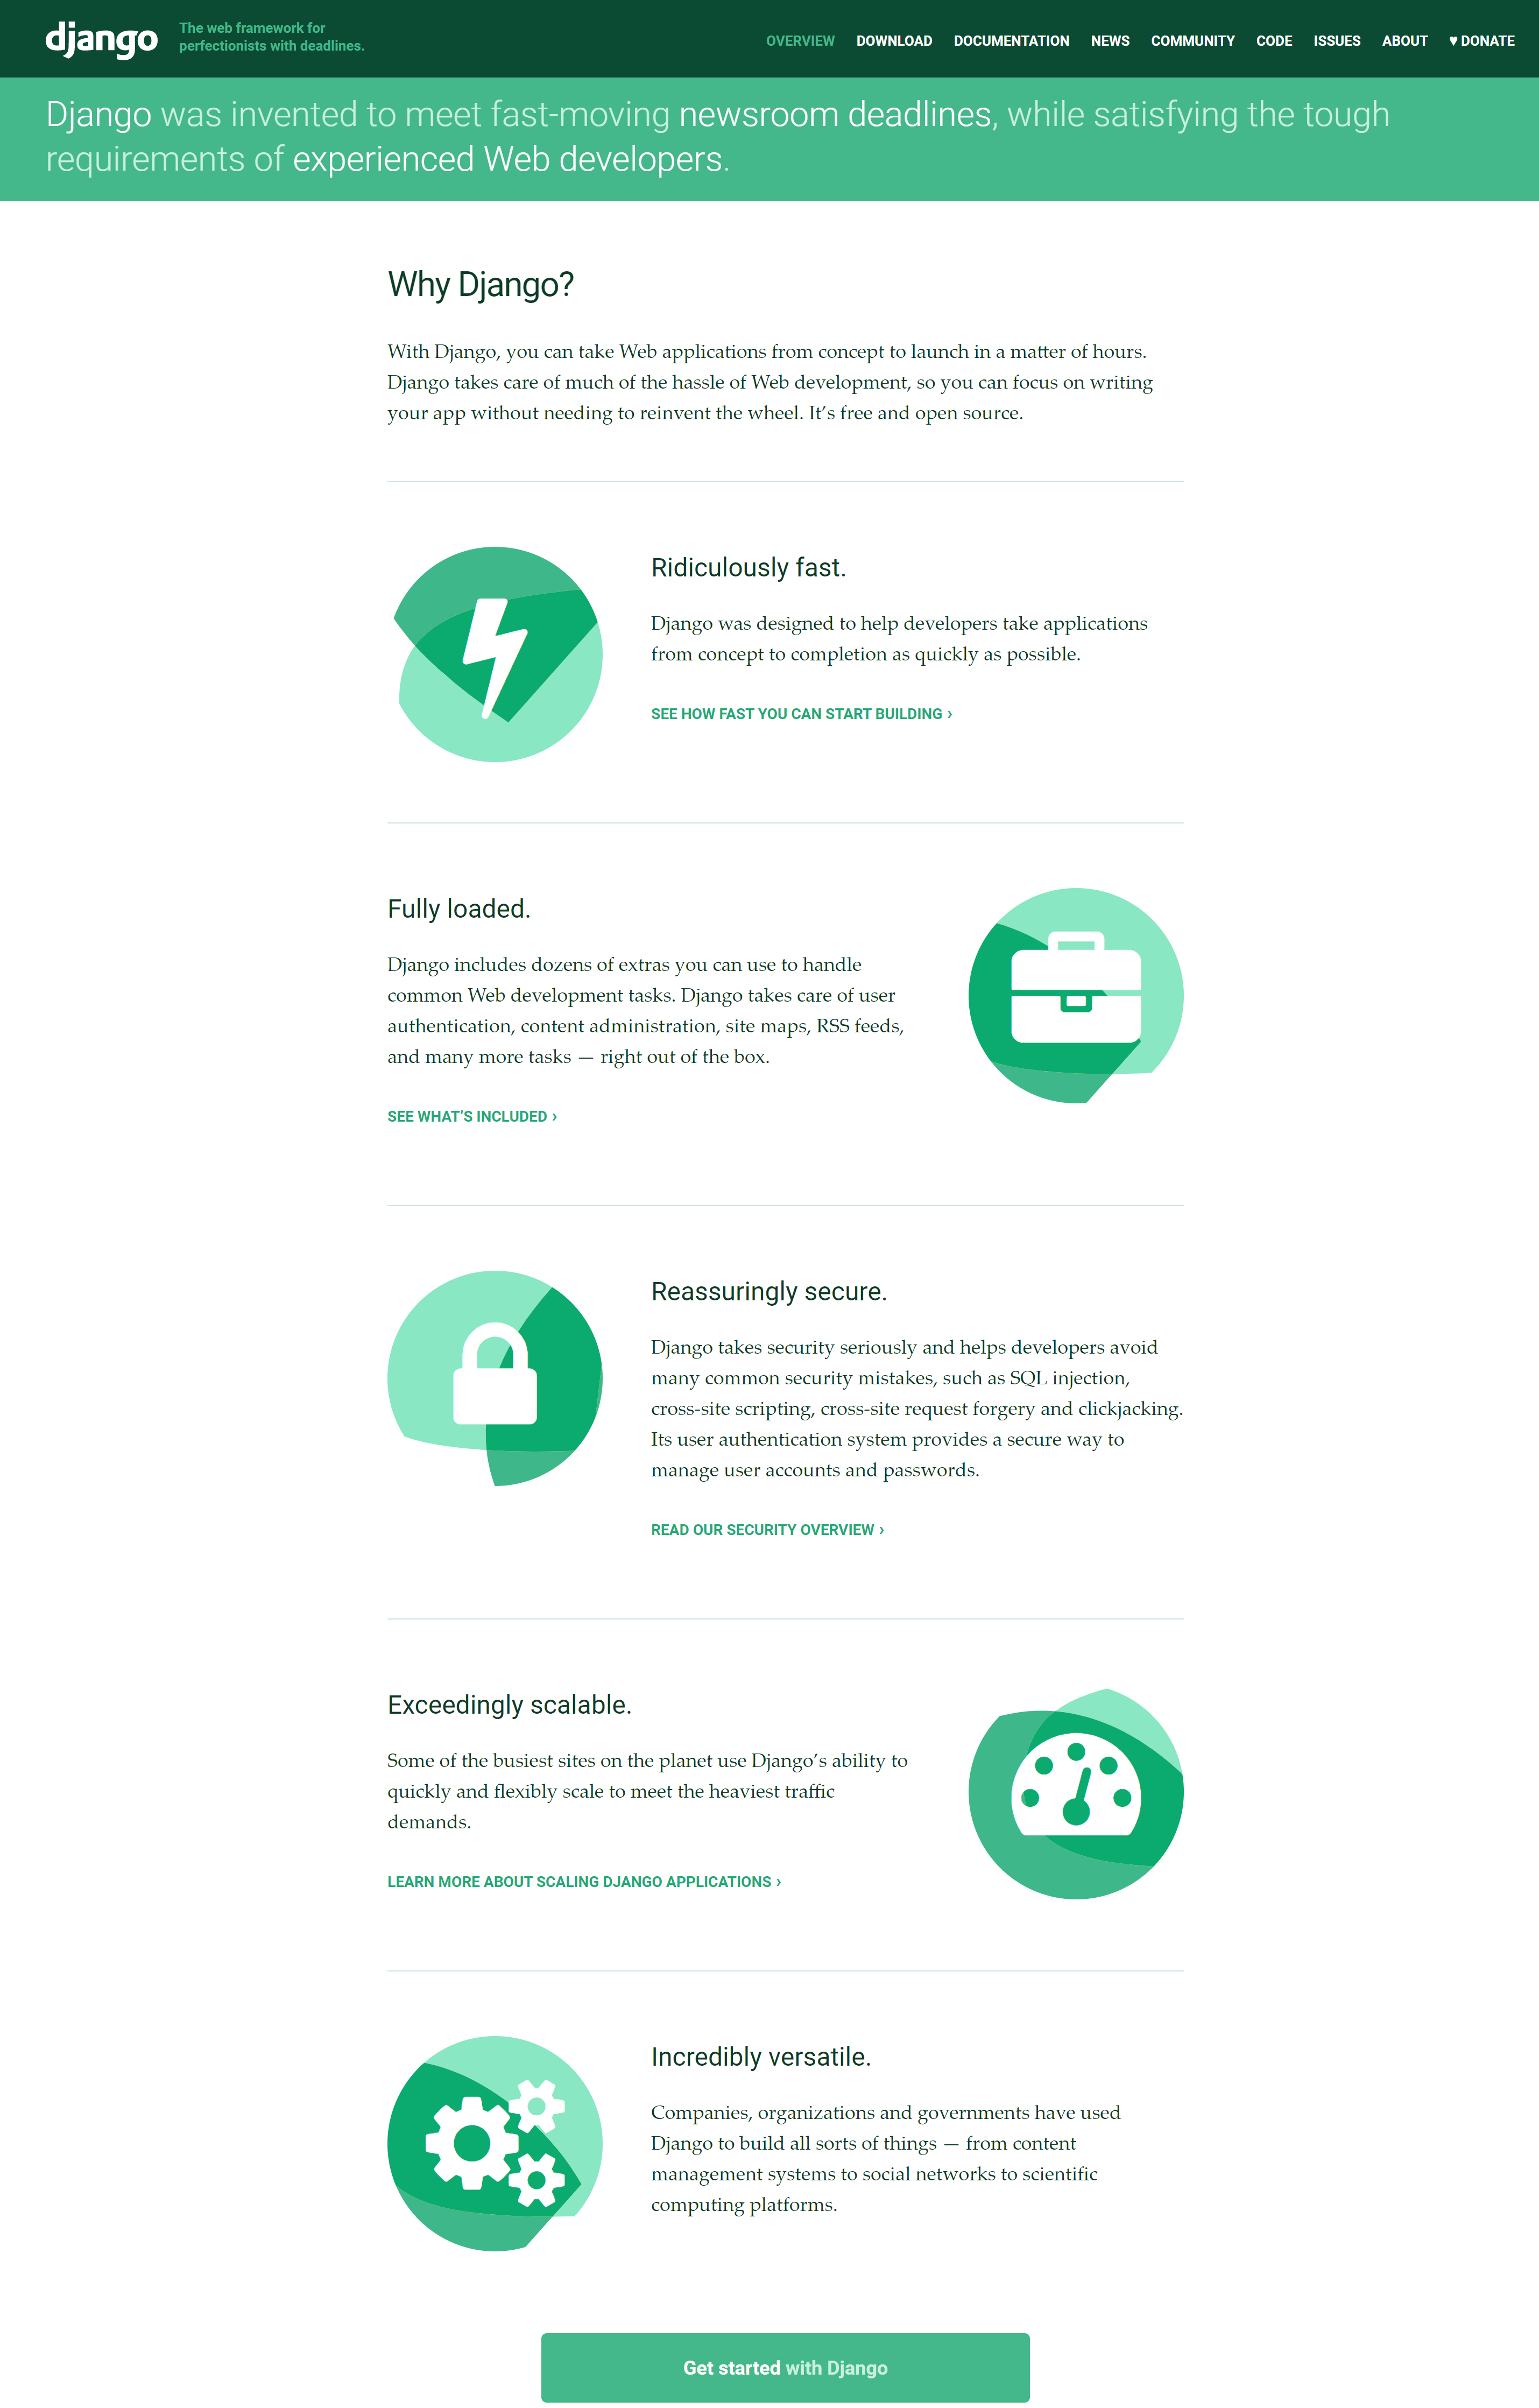 django
The web framework for
perfectionists with deadlines.
OVERVIEW DOWNLOAD DOCUMENTATION NEWS COMMUNITY CODE ISSUES ABOUT ♥ DONATE
Django was invented to meet fast-moving newsroom deadlines, while satisfying the tough
requirements of experienced Web developers.
Why Django?
With Django, you can take Web applications from concept to launch in a matter of hours.
Django takes care of much of the hassle of Web development, so you can focus on writing
your app without needing to reinvent the wheel. It’s free and open source.
Ridiculously fast.
Django was designed to help developers take applications
from concept to completion as quickly as possible.
SEE HOW FAST YOU CAN START BUILDING ›
Fully loaded.
Django includes dozens of extras you can use to handle
common Web development tasks. Django takes care of user
authentication, content administration, site maps, RSS feeds,
and many more tasks — right out of the box.
SEE WHAT’S INCLUDED ›
Reassuringly secure.
Django takes security seriously and helps developers avoid
many common security mistakes, such as SQL injection,
cross-site scripting, cross-site request forgery and clickjacking.
Its user authentication system provides a secure way to
manage user accounts and passwords.
READ OUR SECURITY OVERVIEW ›
Exceedingly scalable.
Some of the busiest sites on the planet use Django’s ability to
quickly and flexibly scale to meet the heaviest traffic
demands.
LEARN MORE ABOUT SCALING DJANGO APPLICATIONS ›
Incredibly versatile.
Companies, organizations and governments have used
Django to build all sorts of things — from content
management systems to social networks to scientific
computing platforms.
Get started with Django